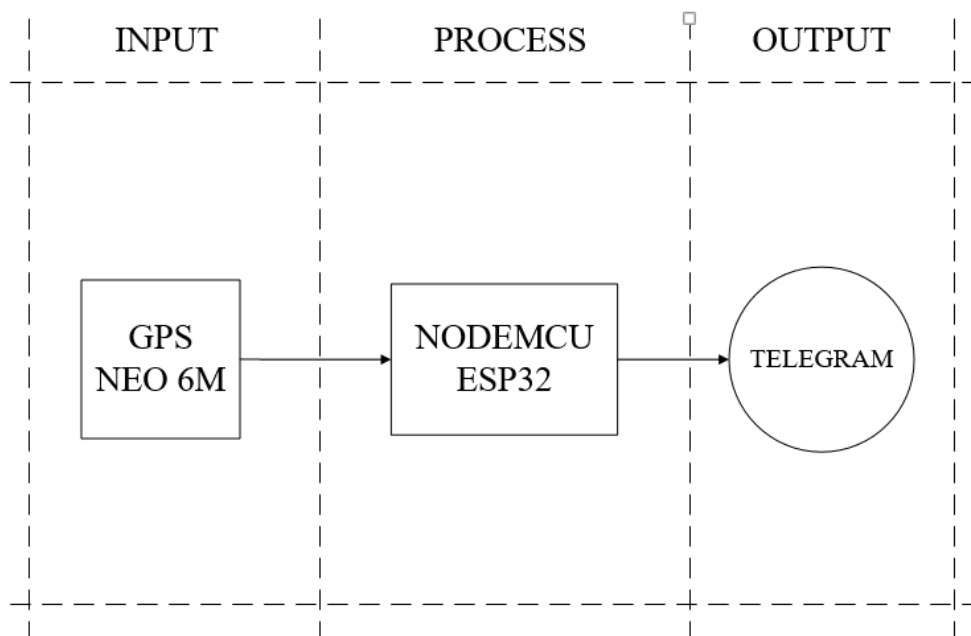 INPUT
PROCESS
OUTPUT
GPS
NEO 6M
NODEMCU
ESP32
TELEGRAM